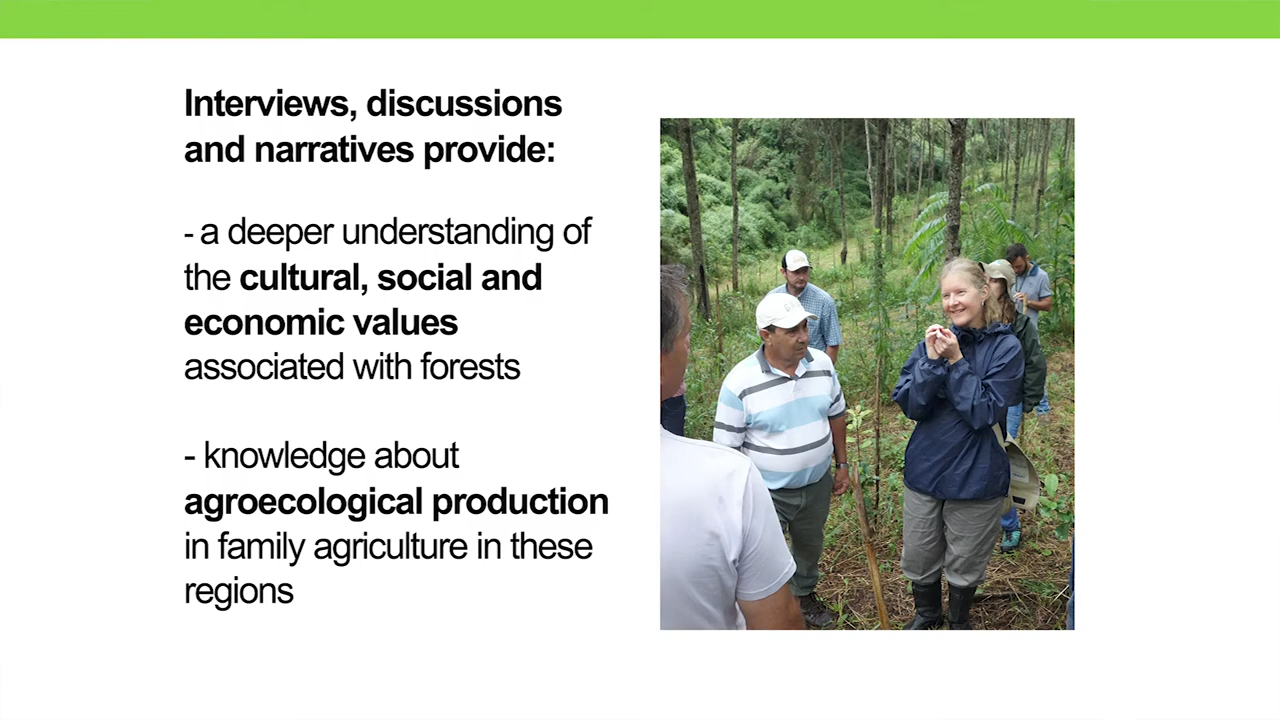 Interviews, discussions
and narratives provide:
- a deeper understanding of
the cultural, social and
economic values
associated with forests
- knowledge about
agroecological production
in family agriculture in these
regions